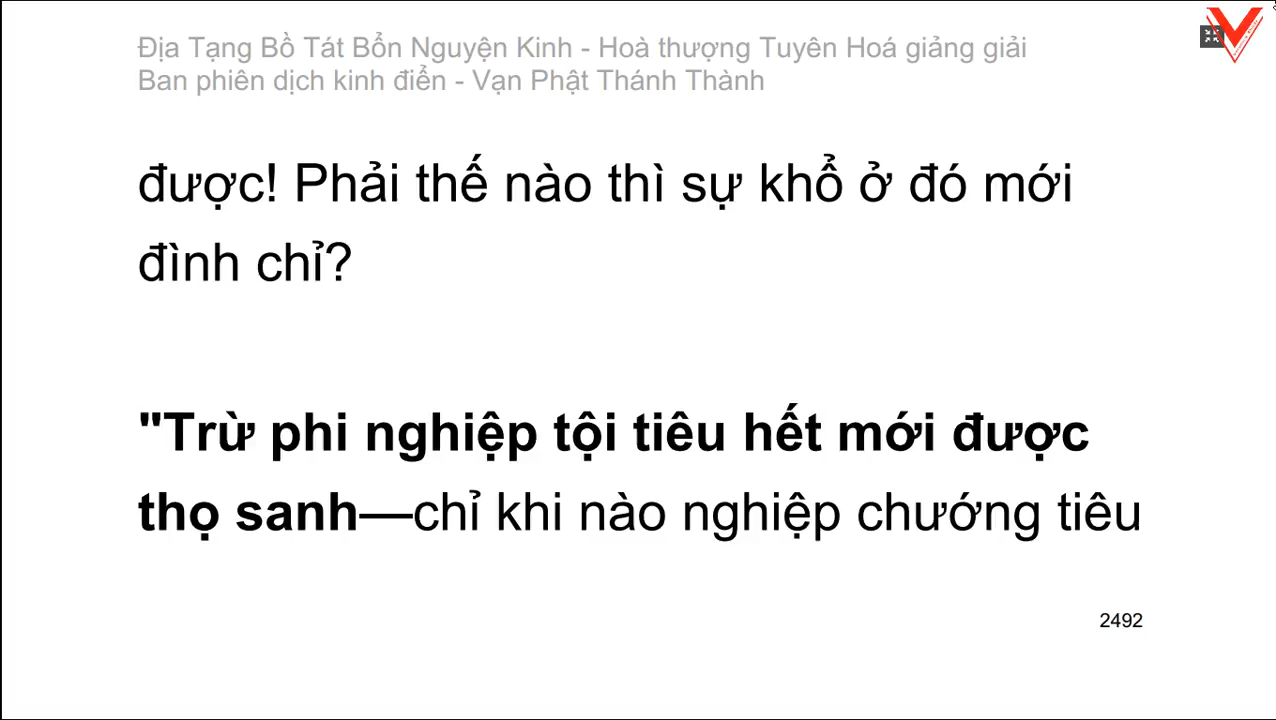 Địa Tạng Bồ Tát Bổn Nguyện Kinh - Hoà thượng Tuyên Hoá giảng giải
Ban phiên dịch kinh điển - Vạn Phật Thánh Thành
được! Phải thế nào thì sự khổ ở đó mới
đình chỉ?
"Trừ phi nghiệp tội tiêu hết mới được
thọ sanh—chỉ khi nào nghiệp chướng tiêu
2492